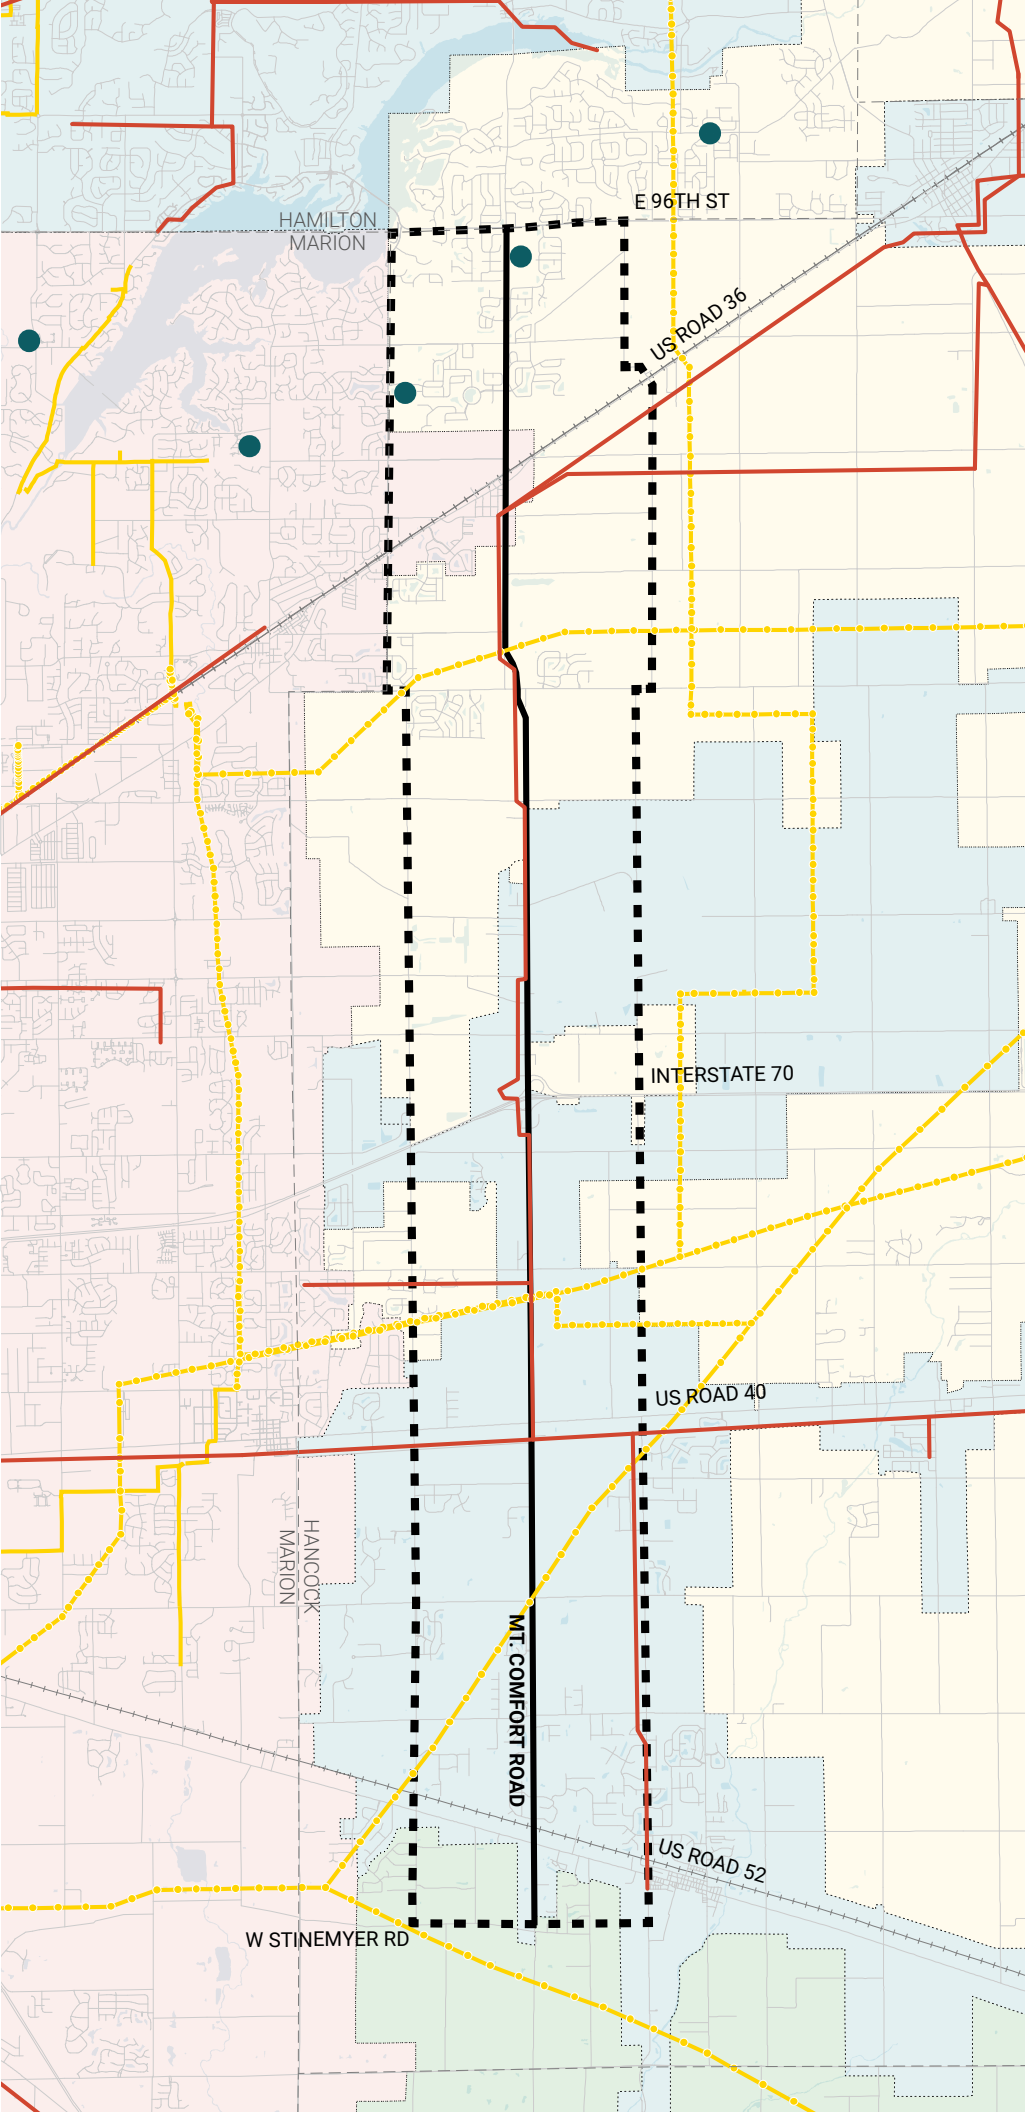 E 96TH ST
HAMILTON
MARION
US ROAD 36
INTERSTATE 70
US ROAD 40
HANCOCK
MARION
MT. COMFORT ROAD
US ROAD 52
W STINEMYER RD